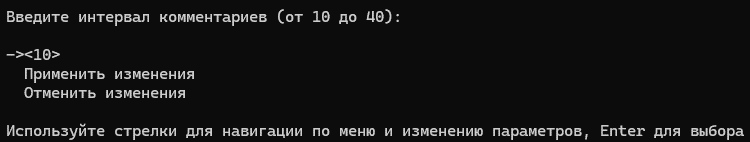 Введите интервал комментариев (от 10 до 40):
–><10>
Применить изменения
Отменить изменения
Используйте стрелки для навигации по меню и изменению параметров, Enter для выбора